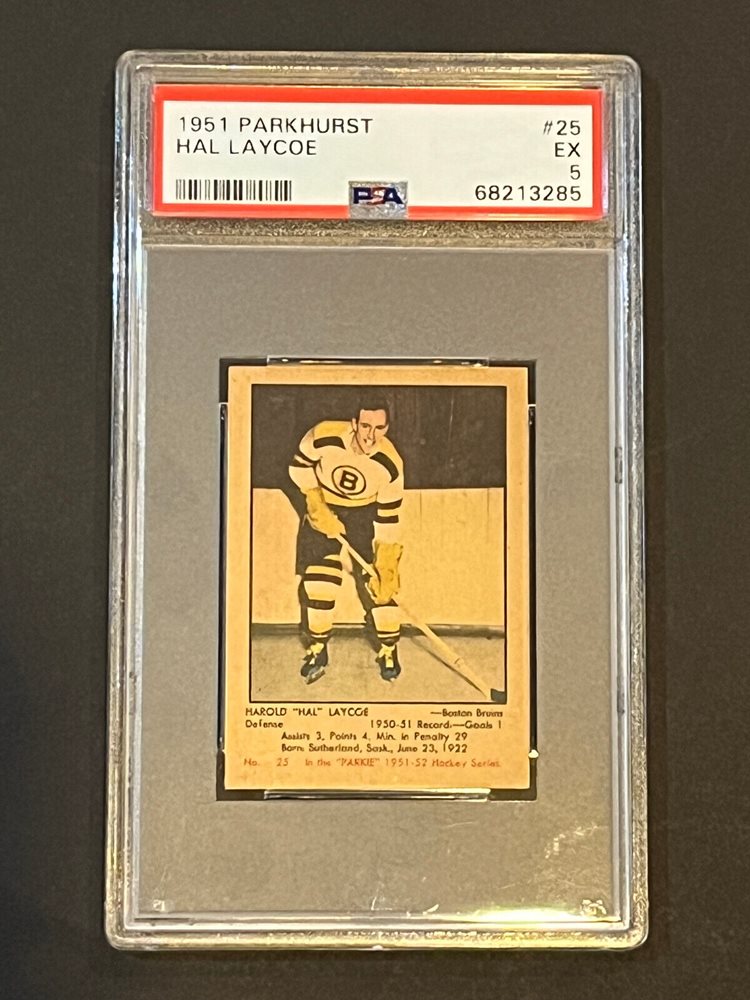 1951 PARKHURST #25
HAL LAYCOE EX
5
PSA 68213285
B
HAROLD "HAL" LAYCOE —Boston Bruins
Defense 1950-51 Record—Goals 1
Assists 3, Points 4, Min. in Penalty 29
Born: Sutherland, Sask., June 23, 1922
No. 25 In the "PARKIE" 1951-52 Hockey Series